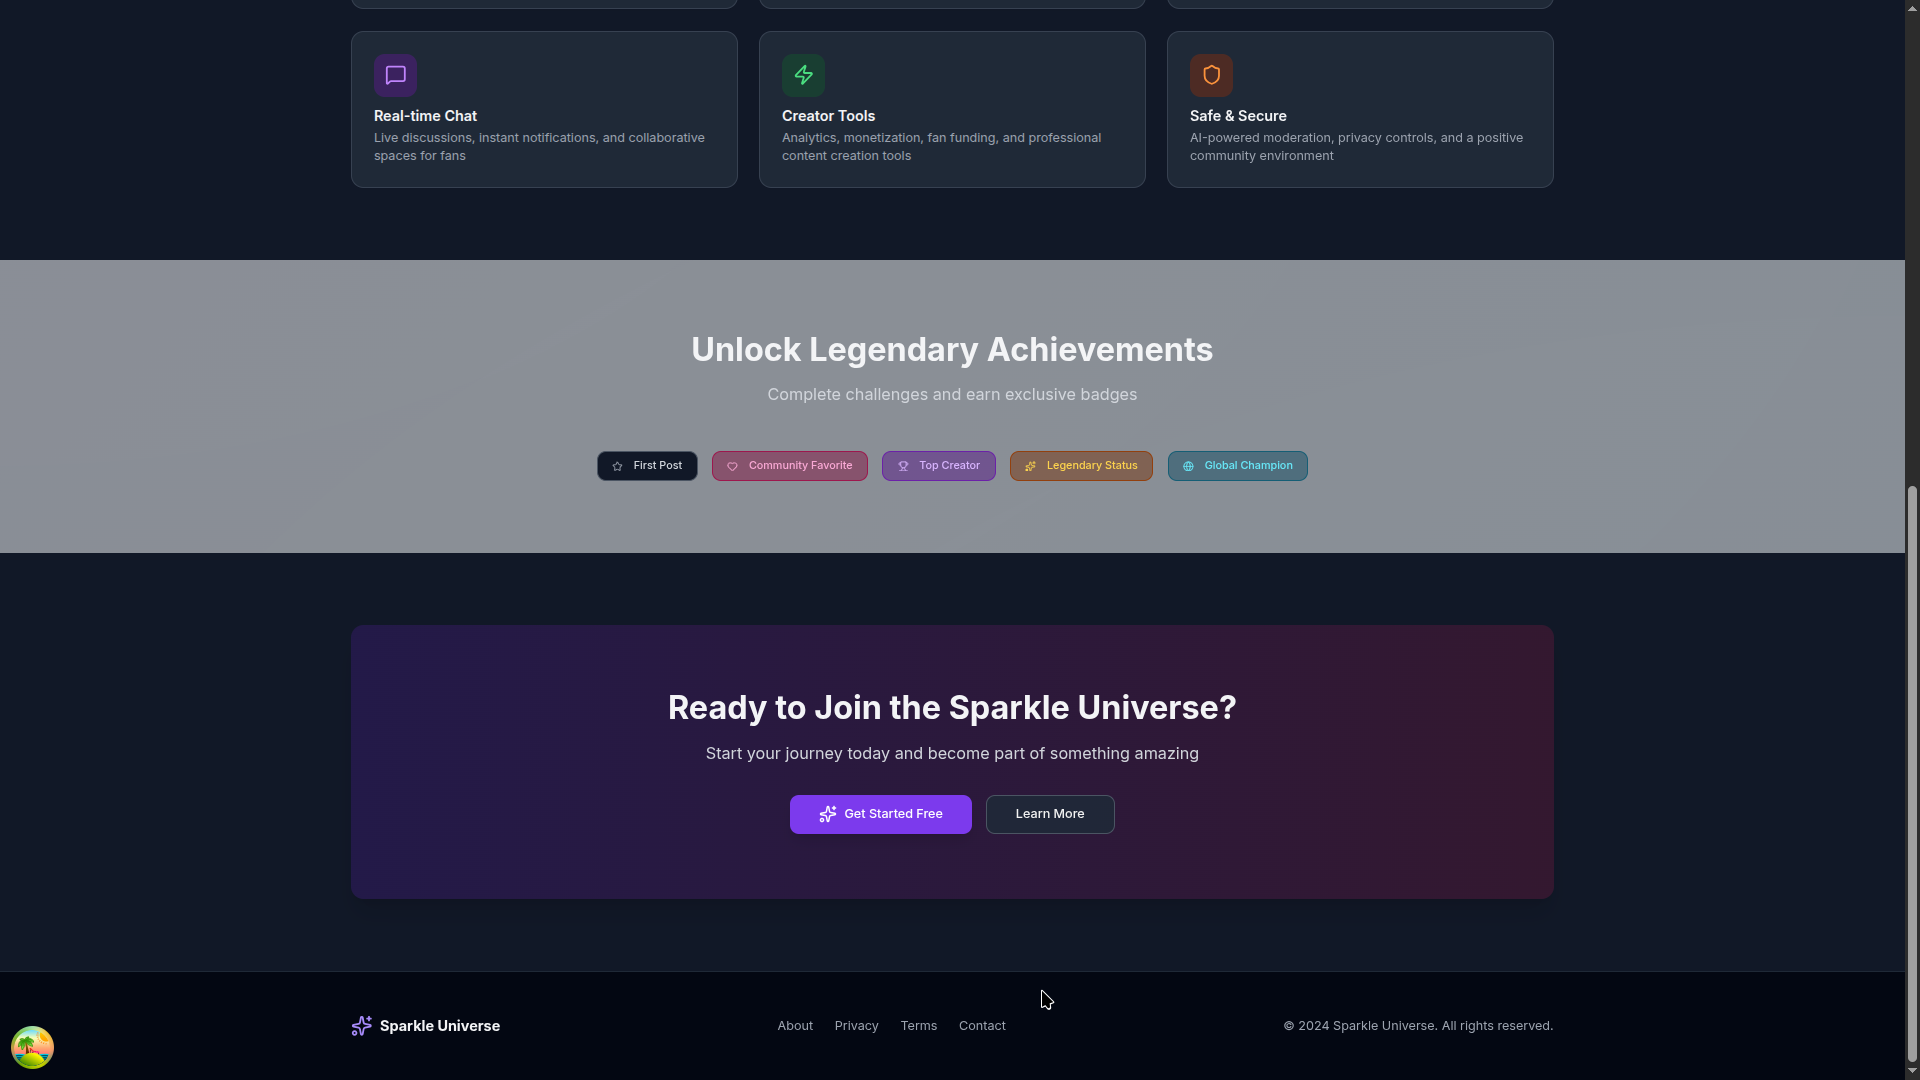 Real-time Chat
Live discussions, instant notifications, and collaborative
spaces for fans
Creator Tools
Analytics, monetization, fan funding, and professional
content creation tools
Safe & Secure
AI-powered moderation, privacy controls, and a positive
community environment
Unlock Legendary Achievements
Complete challenges and earn exclusive badges
First Post
Community Favorite
Top Creator
Legendary Status
Global Champion
Ready to Join the Sparkle Universe?
Start your journey today and become part of something amazing
Get Started Free
Learn More
Sparkle Universe
About
Privacy
Terms
Contact
© 2024 Sparkle Universe. All rights reserved.